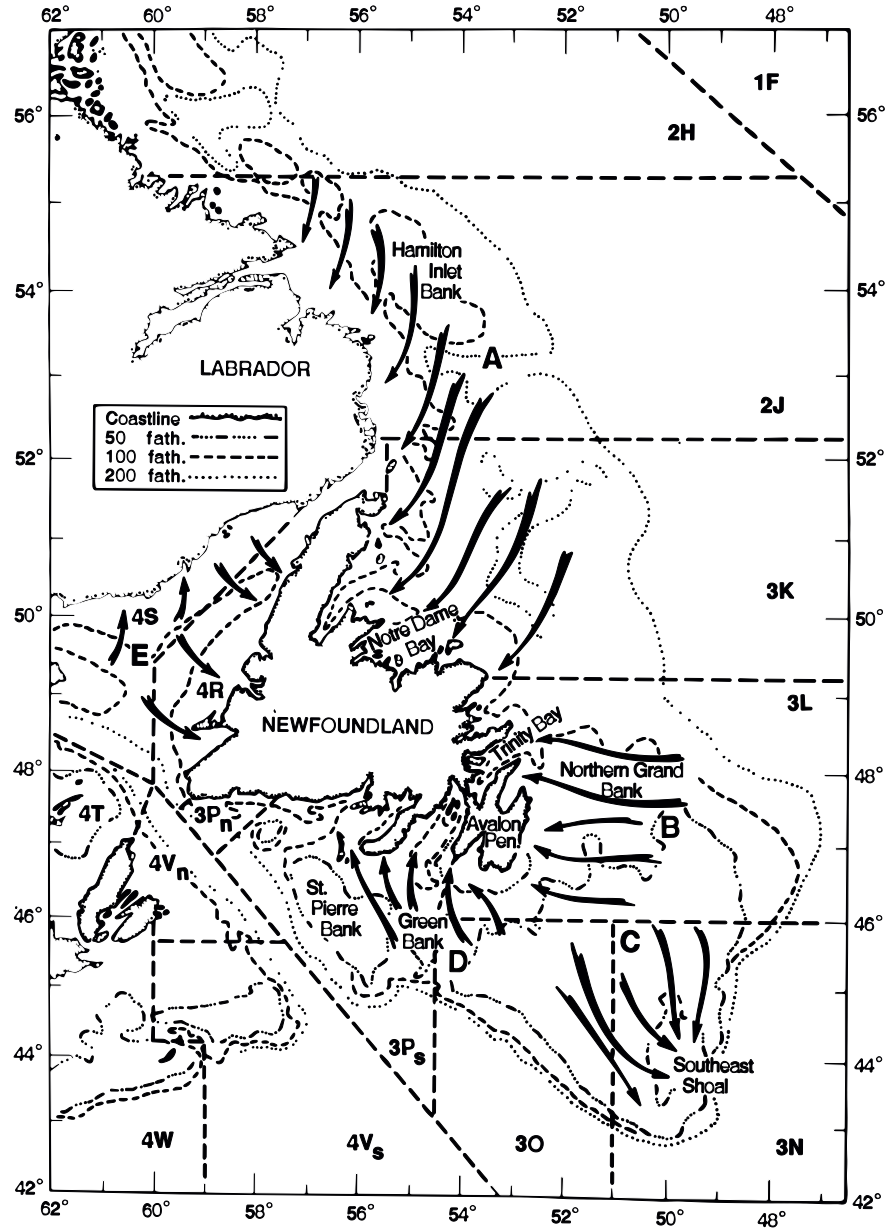 62° 60° 58° 56° 54° 52° 50° 48°
1F
56°
2H
Hamilton
Inlet
Bank
54°
54°
A
LABRADOR
2J
Coastline
50 fath.
100 fath.
200 fath.
52°
52°
3K
50°
4S
50°
Notre Dame
Bay
E
4R
3L
NEWFOUNDLAND
Trinity Bay
Northern Grand
Bank
48°
48°
4T
3Pn
B
Avalon
Pen.
4Vn
St.
Pierre
Bank
46°
Green
Bank
46°
C
D
44°
3Ps
44°
Southeast
Shoal
4W
4Vs
3O
3N
42°
42°
62° 60° 58° 56° 54° 52° 50° 48°